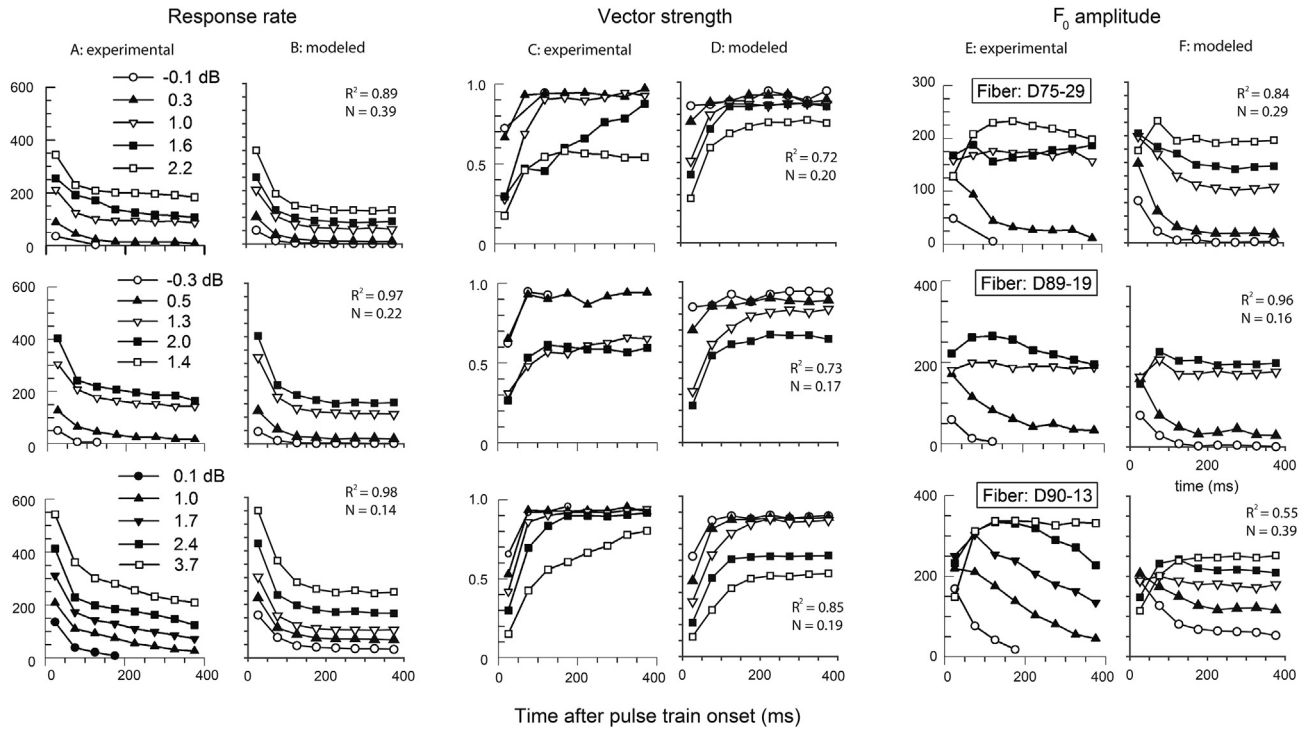 Response rate
Vector strength
F0 amplitude
A: experimental
B: modeled
C: experimental
D: modeled
E: experimental
F: modeled
600
400
200
0
-0.1 dB
0.3
1.0
1.6
2.2
R2 = 0.89
N = 0.39
1.0
0.5
0
R2 = 0.72
N = 0.20
300
200
100
0
Fiber: D75-29
R2 = 0.84
N = 0.29
600
400
200
0
-0.3 dB
0.5
1.3
2.0
1.4
R2 = 0.97
N = 0.22
1.0
0.5
0
R2 = 0.73
N = 0.17
400
200
0
Fiber: D89-19
R2 = 0.96
N = 0.16
0 200 400
time (ms)
600
400
200
0
0.1 dB
1.0
1.7
2.4
3.7
R2 = 0.98
N = 0.14
1.0
0.5
0
R2 = 0.85
N = 0.19
400
200
0
Fiber: D90-13
R2 = 0.55
N = 0.39
0 200 400
0 200 400
0 200 400
0 200 400
0 200 400
0 200 400
Time after pulse train onset (ms)